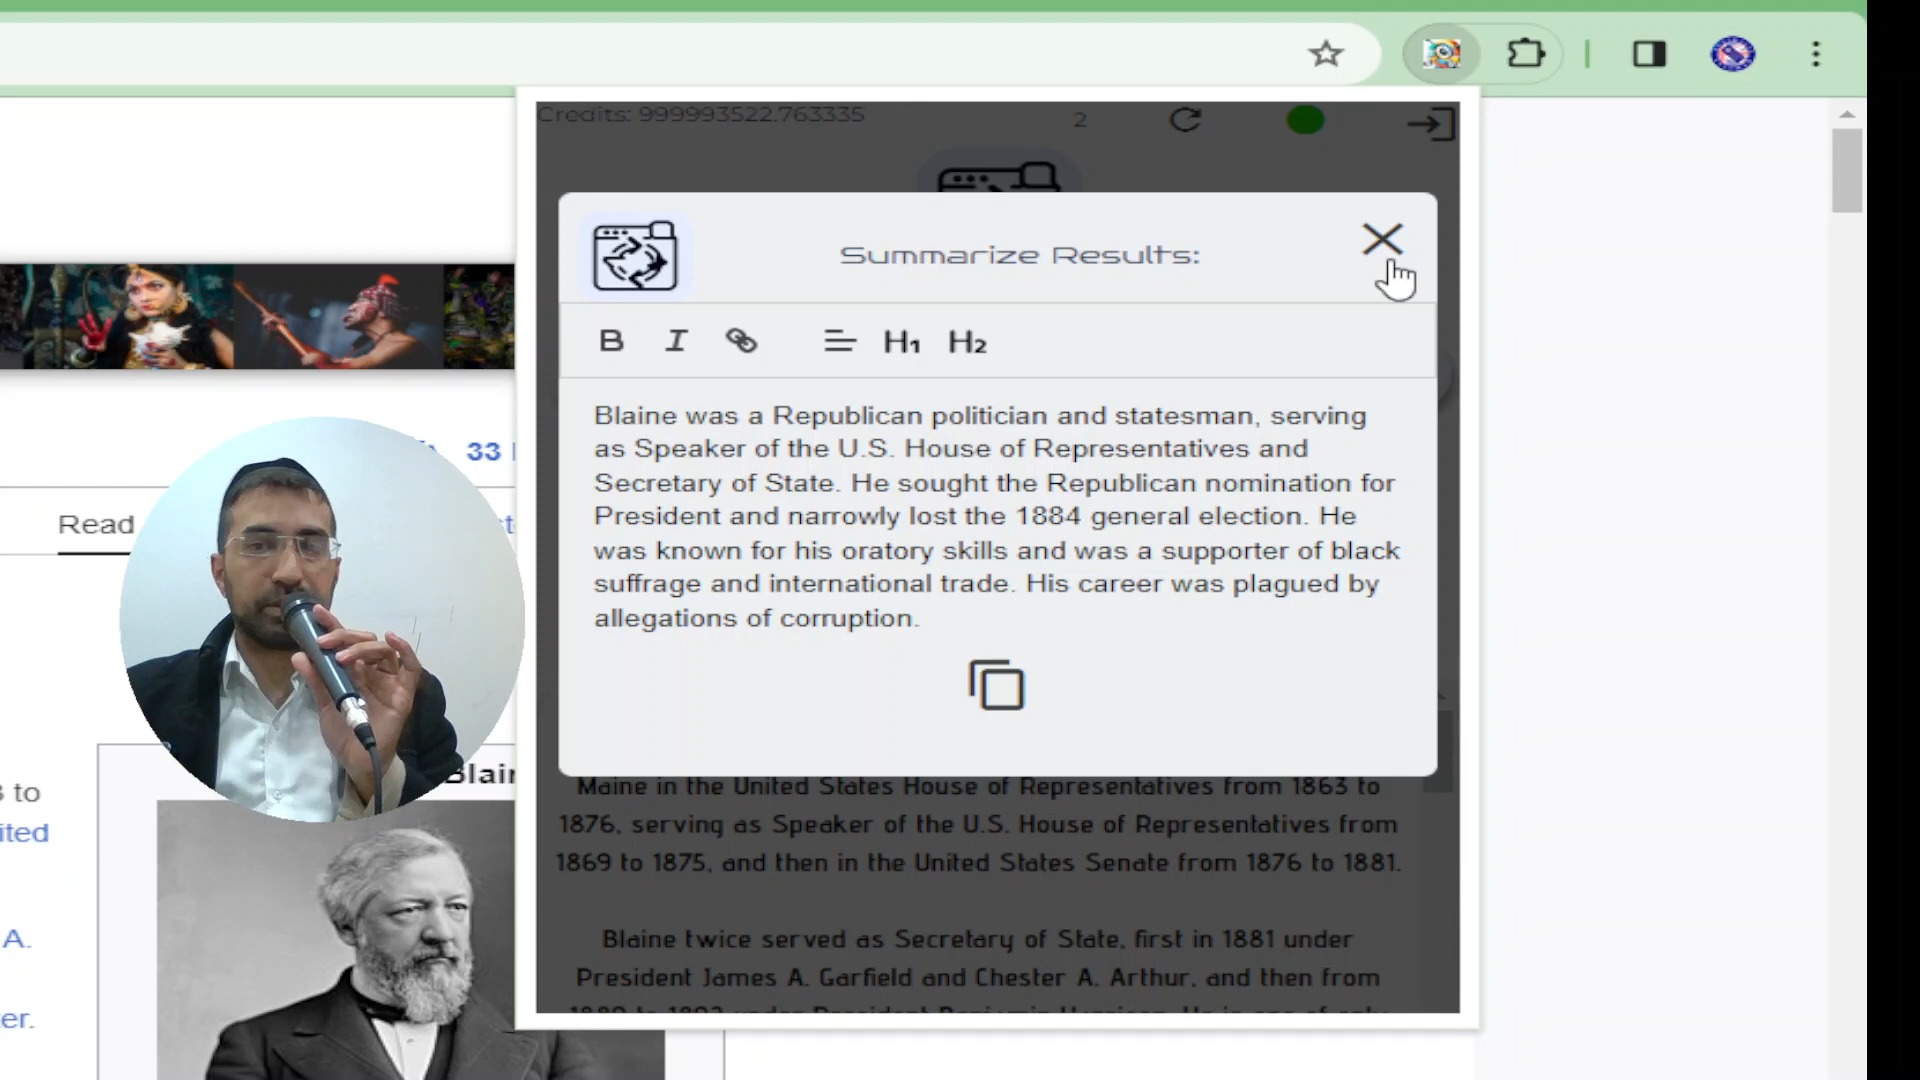 Credits: 999993522.763335
2
Summarize Results:
B I H1 H2
Blaine was a Republican politician and statesman, serving
as Speaker of the U.S. House of Representatives and
Secretary of State. He sought the Republican nomination for
President and narrowly lost the 1884 general election. He
was known for his oratory skills and was a supporter of black
suffrage and international trade. His career was plagued by
allegations of corruption.
Maine in the United States House of Representatives from 1863 to
1876, serving as Speaker of the U.S. House of Representatives from
1869 to 1875, and then in the United States Senate from 1876 to 1881.
Blaine twice served as Secretary of State, first in 1881 under
President James A. Garfield and Chester A. Arthur, and then from
33
Read
to
A.